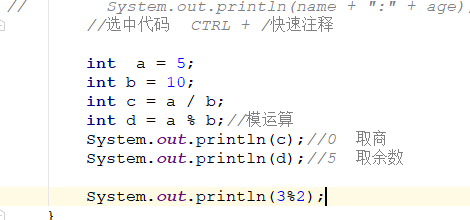 // System.out.println(name + ":" + age);
//选中代码 CTRL + /快速注释
int a = 5;
int b = 10;
int c = a / b;
int d = a % b;//模运算
System.out.println(c);//0 取商
System.out.println(d);//5 取余数
System.out.println(3%2);
}